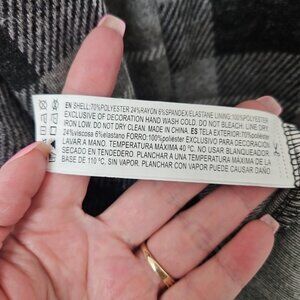 EN SHELL:70%POLYESTER 24%RAYON 6%SPANDEX/ELASTANE LINING:100%POLYESTER
EXCLUSIVE OF DECORATION HAND WASH COLD. DO NOT BLEACH: LINE DRY
IRON LOW. DO NOT DRY CLEAN. MADE IN CHINA. ES TELA EXTERIOR:70%poliéster
24%viscosa 6%elastano FORRO:100%poliéster EXCLUSIVO PARA DECORACIÓN
LAVAR A MANO, TEMPERATURA MÁXIMA 40 ºC. NO USAR BLANQUEADOR.
SECADO EN TENDEDERO. PLANCHAR A UNA TEMPERATURA MÁXIMA DE LA
BASE DE 110 ºC, SIN VAPOR. PLANCHAR CON VAPOR PUEDE CAUSAR DAÑO